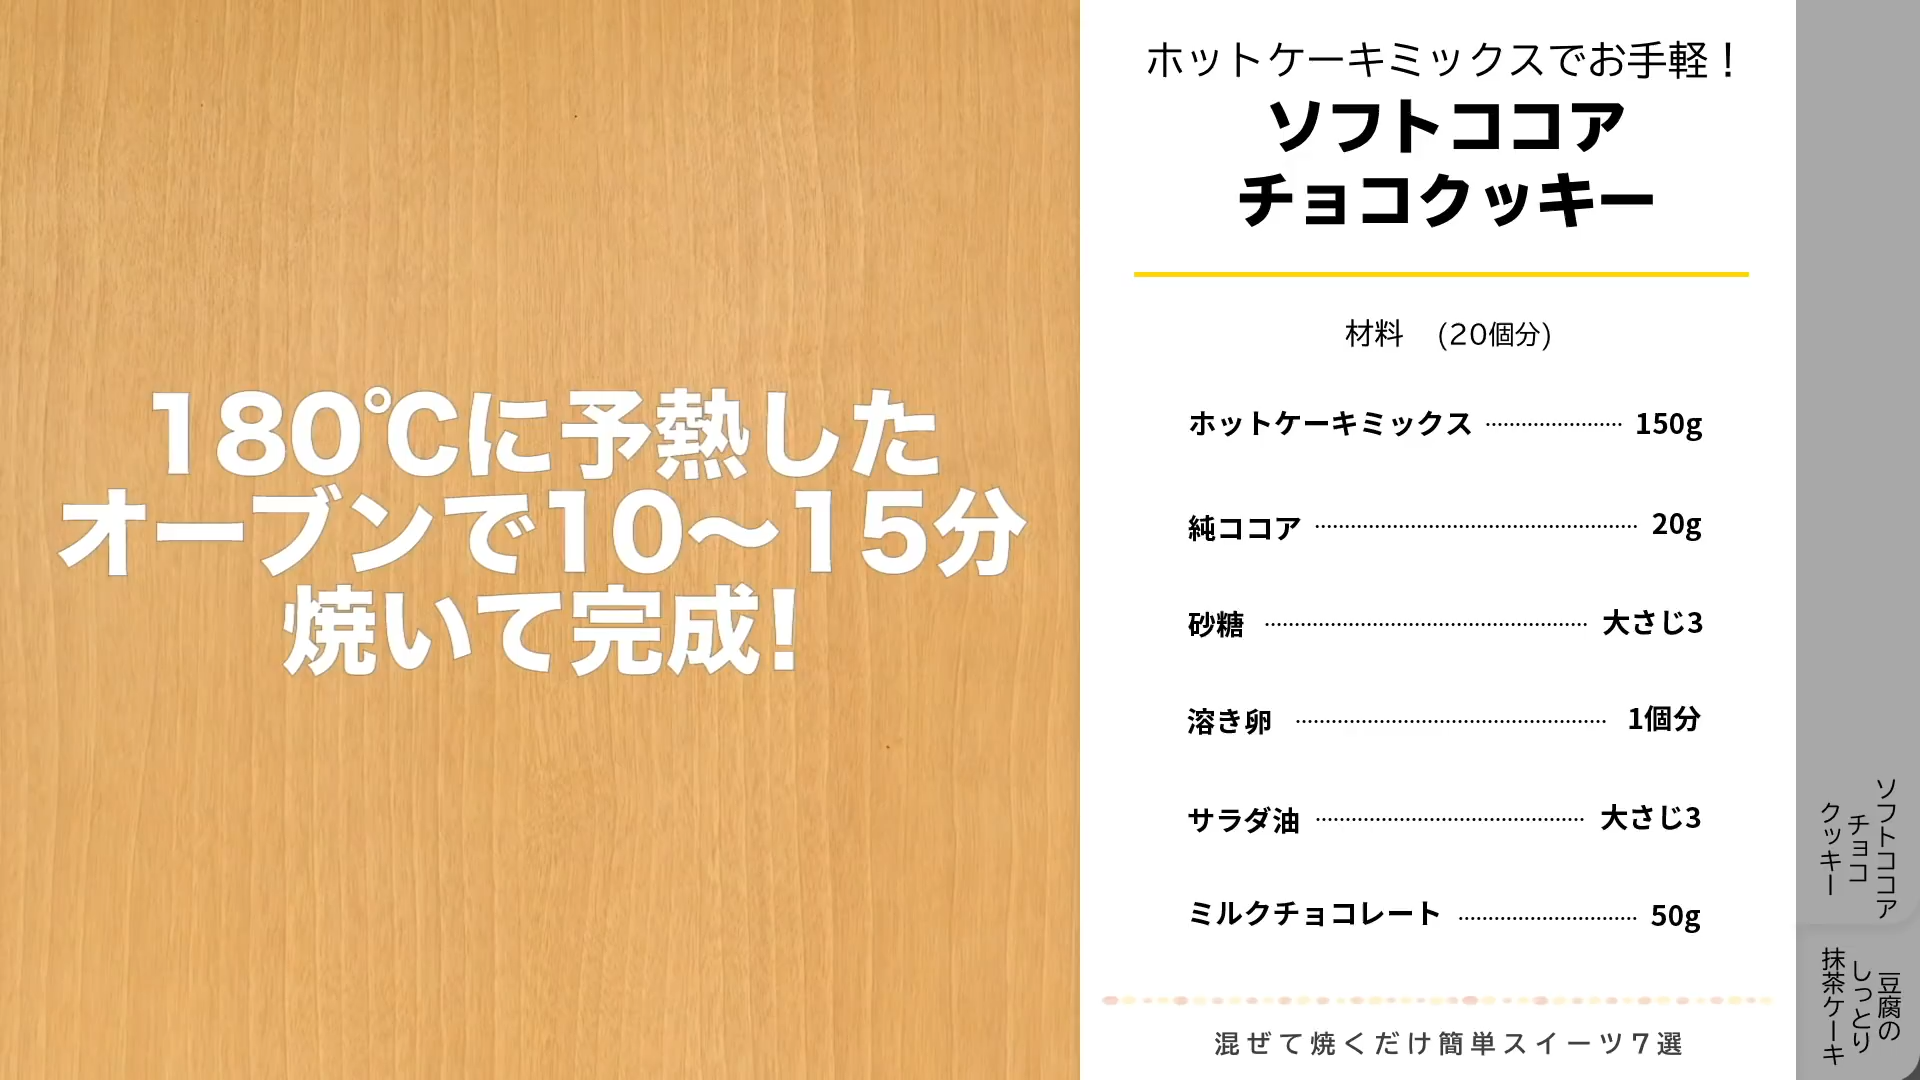 180℃に予熱した
オーブンで10〜15分
焼いて完成!
ホットケーキミックスでお手軽！
ソフトココア
チョコクッキー
材料　(20個分)
ホットケーキミックス 150g
純ココア 20g
砂糖 大さじ3
溶き卵 1個分
サラダ油 大さじ3
ミルクチョコレート 50g
混ぜて焼くだけ簡単スイーツ7選
ソフトココア
チョコ
クッキー
豆腐の
しっとり
抹茶ケーキ